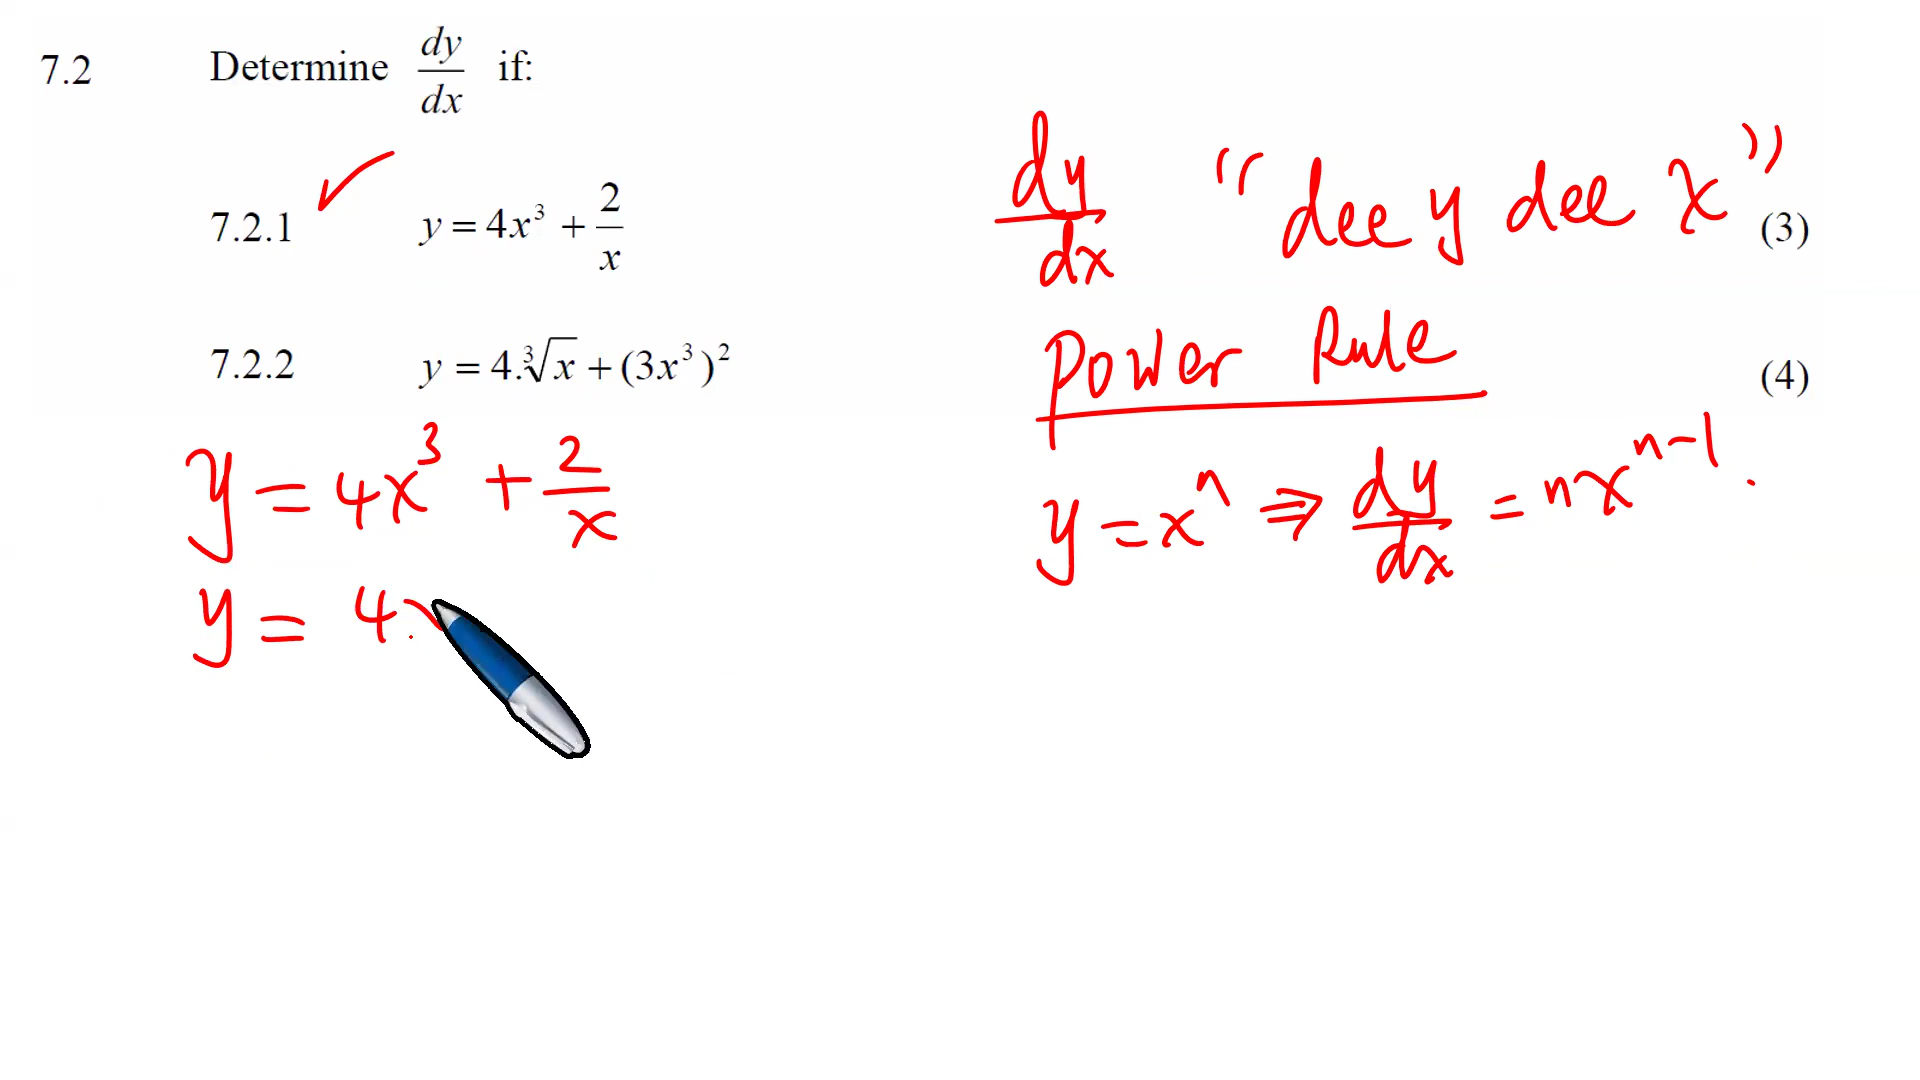 7.2 Determine dy/dx if:
7.2.1 y = 4x³ + 2/x (3)
7.2.2 y = 4.∛x + (3x³)² (4)
dy/dx "dee y dee x"
Power Rule
y = xⁿ ⇒ dy/dx = nxⁿ⁻¹.
y = 4x³ + 2/x
y = 4